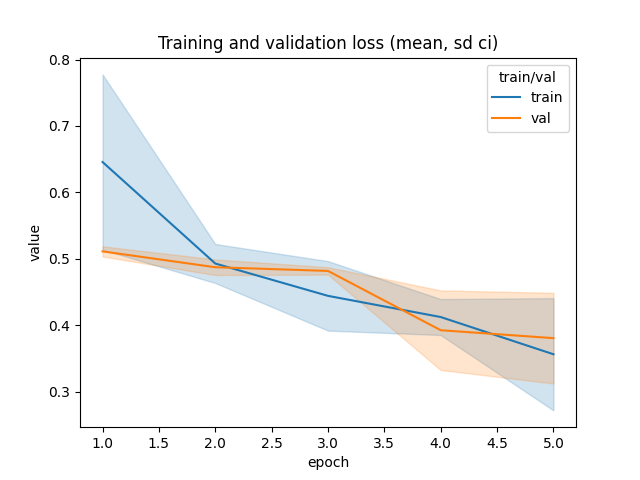 Training and validation loss (mean, sd ci)
train/val
train
val
value
0.8
0.7
0.6
0.5
0.4
0.3
1.0 1.5 2.0 2.5 3.0 3.5 4.0 4.5 5.0
epoch